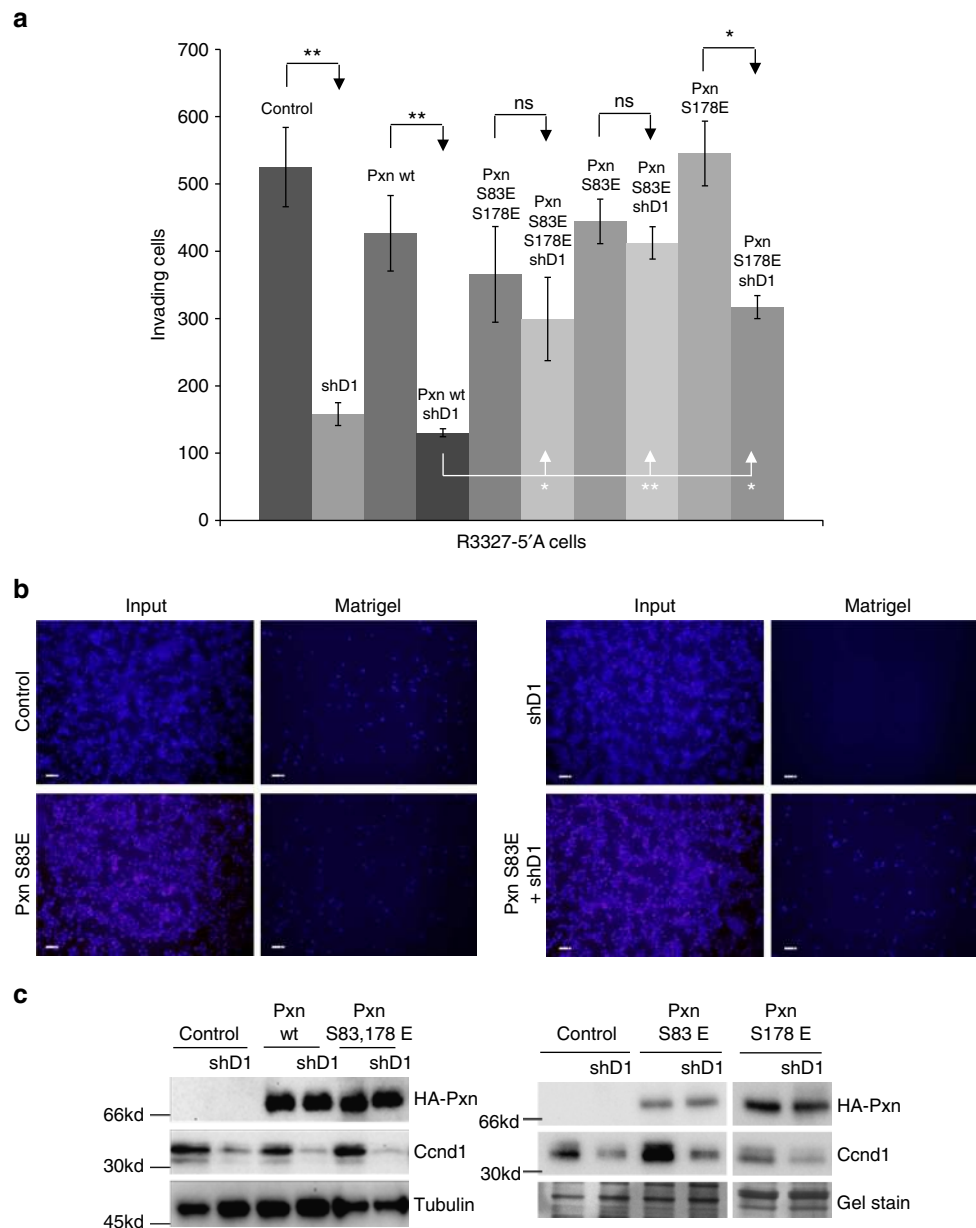 a
700
600
500
400
300
200
100
0
Invading cells
**
**
ns
ns
*
Control
shD1
Pxn wt
Pxn wt
shD1
Pxn
S83E
S178E
Pxn
S83E
S178E
shD1
Pxn
S83E
Pxn
S83E
shD1
Pxn
S178E
Pxn
S178E
shD1
*
**
*
R3327-5′A cells
b
Input
Matrigel
Input
Matrigel
Control
shD1
Pxn S83E
Pxn S83E
+ shD1
c
Control
Pxn
wt
Pxn
S83,178 E
shD1
shD1
shD1
HA-Pxn
66kd
Ccnd1
30kd
Tubulin
45kd
Control
Pxn
S83 E
Pxn
S178 E
shD1
shD1
shD1
HA-Pxn
66kd
Ccnd1
30kd
Gel stain